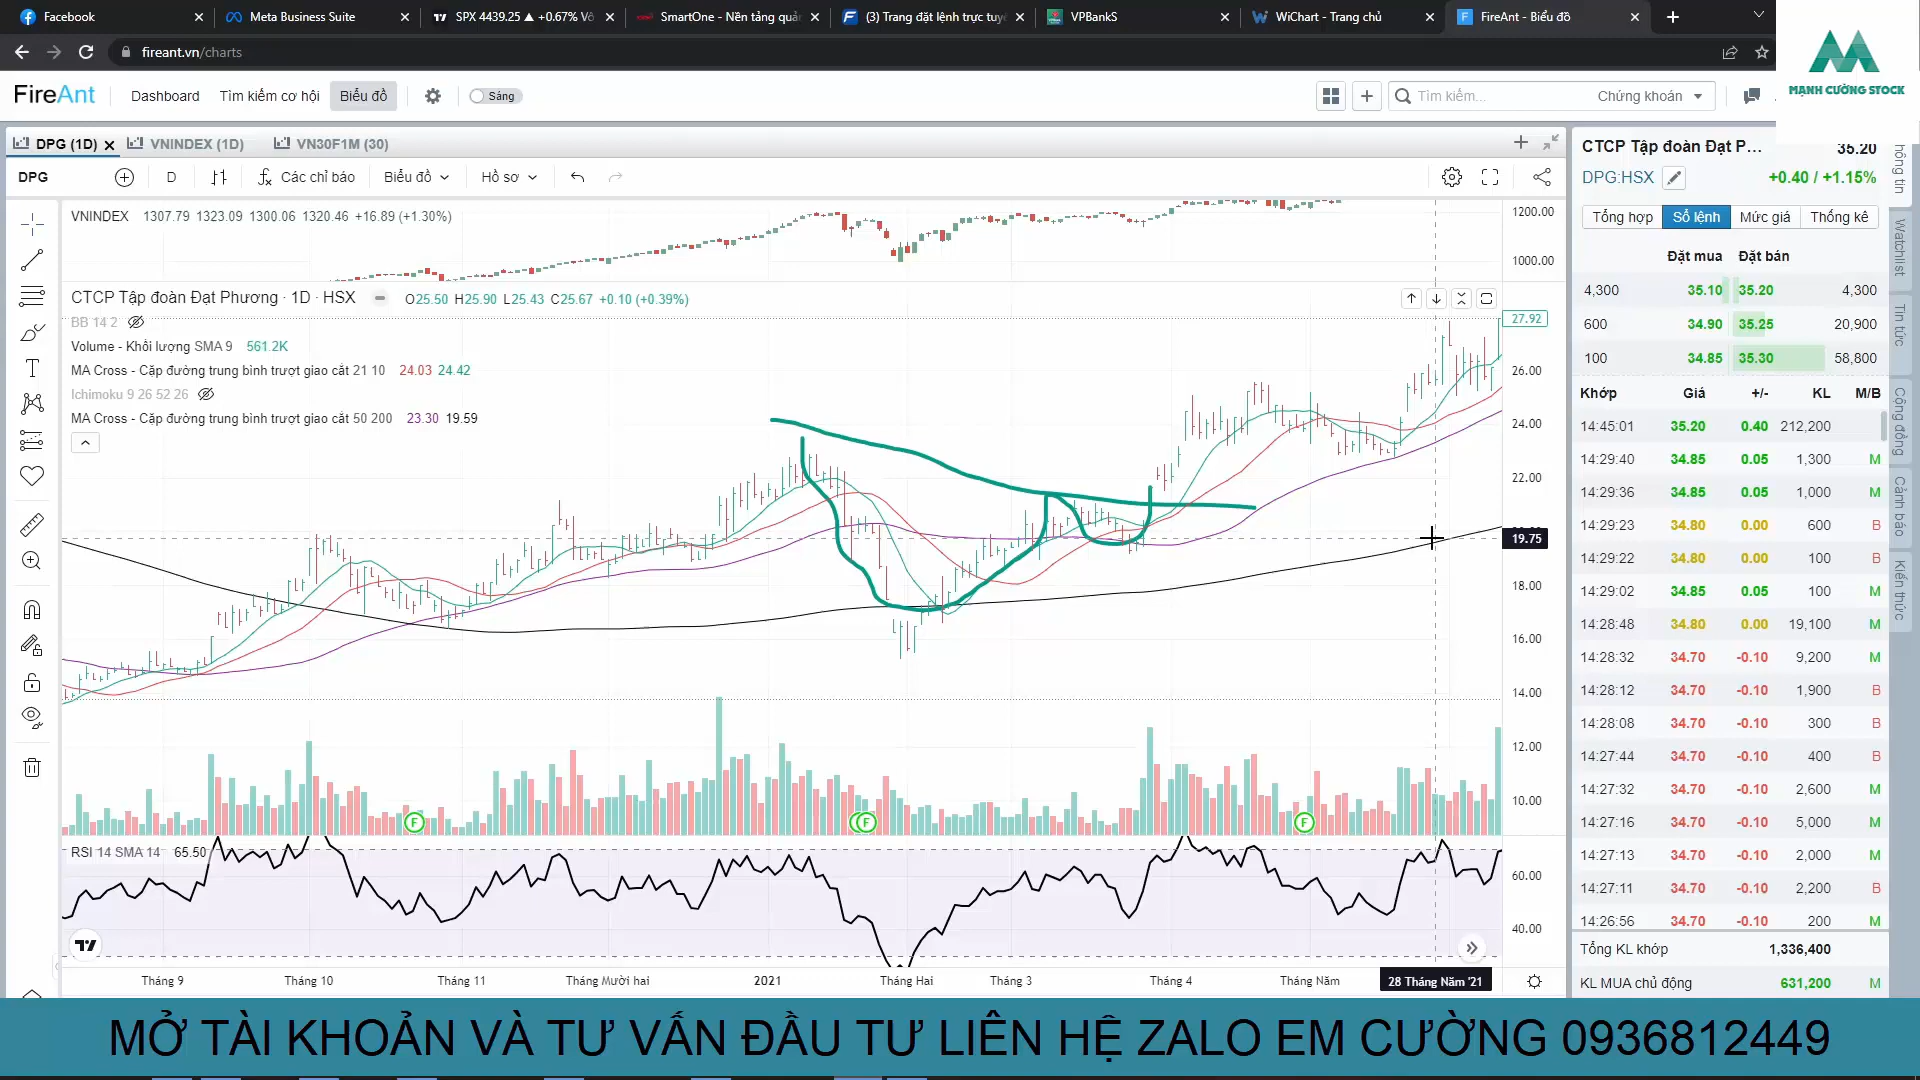 Facebook
Meta Business Suite
SPX 4439.25 ▲ +0.67% Vô
SmartOne - Nền tảng quản
(3) Trang đặt lệnh trực tuy
VPBankS
WiChart - Trang chủ
FireAnt - Biểu đồ
fireant.vn/charts
MẠNH CƯỜNG STOCK
FireAnt
Dashboard
Tìm kiếm cơ hội
Biểu đồ
Sáng
Tìm kiếm...
Chứng khoán
DPG (1D)
VNINDEX (1D)
VN30F1M (30)
DPG
D
Các chỉ báo
Biểu đồ
Hồ sơ
VNINDEX 1307.79 1323.09 1300.06 1320.46 +16.89 (+1.30%)
1200.00
1000.00
CTCP Tập đoàn Đạt Phương · 1D · HSX O25.50 H25.90 L25.43 C25.67 +0.10 (+0.39%)
BB 14 2
Volume - Khối lượng SMA 9 561.2K
MA Cross - Cặp đường trung bình trượt giao cắt 21 10 24.03 24.42
Ichimoku 9 26 52 26
MA Cross - Cặp đường trung bình trượt giao cắt 50 200 23.30 19.59
27.92
26.00
24.00
22.00
19.75
18.00
16.00
14.00
12.00
10.00
F
F
F
RSI 14 SMA 14 65.50
60.00
40.00
Tháng 9
Tháng 10
Tháng 11
Tháng Mười hai
2021
Tháng Hai
Tháng 3
Tháng 4
Tháng Năm
28 Tháng Năm '21
CTCP Tập đoàn Đạt P... 35.20
DPG:HSX +0.40 / +1.15%
Tổng hợp
Sổ lệnh
Mức giá
Thống kê
Đặt mua Đặt bán
4,300 35.10 35.20 4,300
600 34.90 35.25 20,900
100 34.85 35.30 58,800
Khớp Giá +/- KL M/B
14:45:01 35.20 0.40 212,200
14:29:40 34.85 0.05 1,300 M
14:29:36 34.85 0.05 1,000 M
14:29:23 34.80 0.00 600 B
14:29:22 34.80 0.00 100 B
14:29:02 34.85 0.05 100 M
14:28:48 34.80 0.00 19,100 M
14:28:32 34.70 -0.10 9,200 M
14:28:12 34.70 -0.10 1,900 B
14:28:08 34.70 -0.10 300 B
14:27:44 34.70 -0.10 400 B
14:27:32 34.70 -0.10 2,600 M
14:27:16 34.70 -0.10 5,000 M
14:27:13 34.70 -0.10 2,000 M
14:27:11 34.70 -0.10 2,200 B
14:26:56 34.70 -0.10 200 M
Tổng KL khớp 1,336,400
KL MUA chủ động 631,200 M
Watchlist
Tin tức
Cộng đồng
Cảnh báo
Kiến thức
MỞ TÀI KHOẢN VÀ TƯ VẤN ĐẦU TƯ LIÊN HỆ ZALO EM CƯỜNG 0936812449